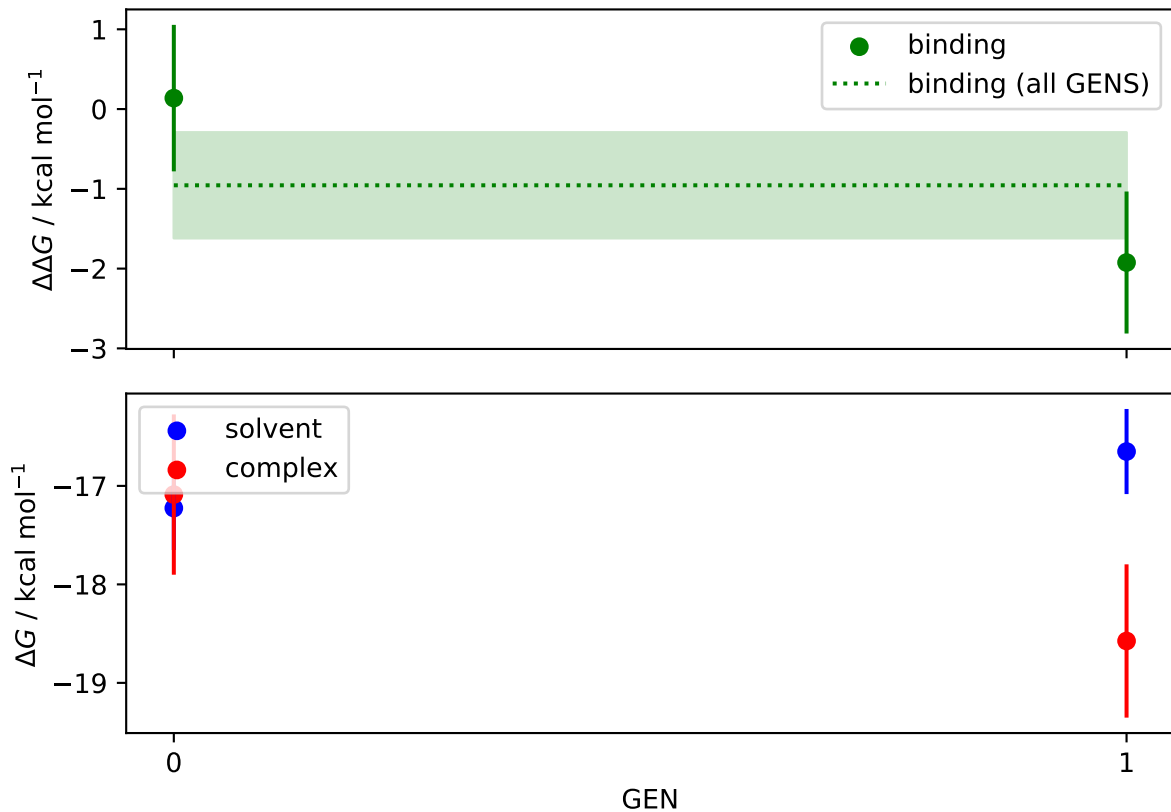 1
0
−1
−2
−3
ΔΔG / kcal mol⁻¹
binding
binding (all GENS)
−17
−18
−19
ΔG / kcal mol⁻¹
solvent
complex
0
1
GEN